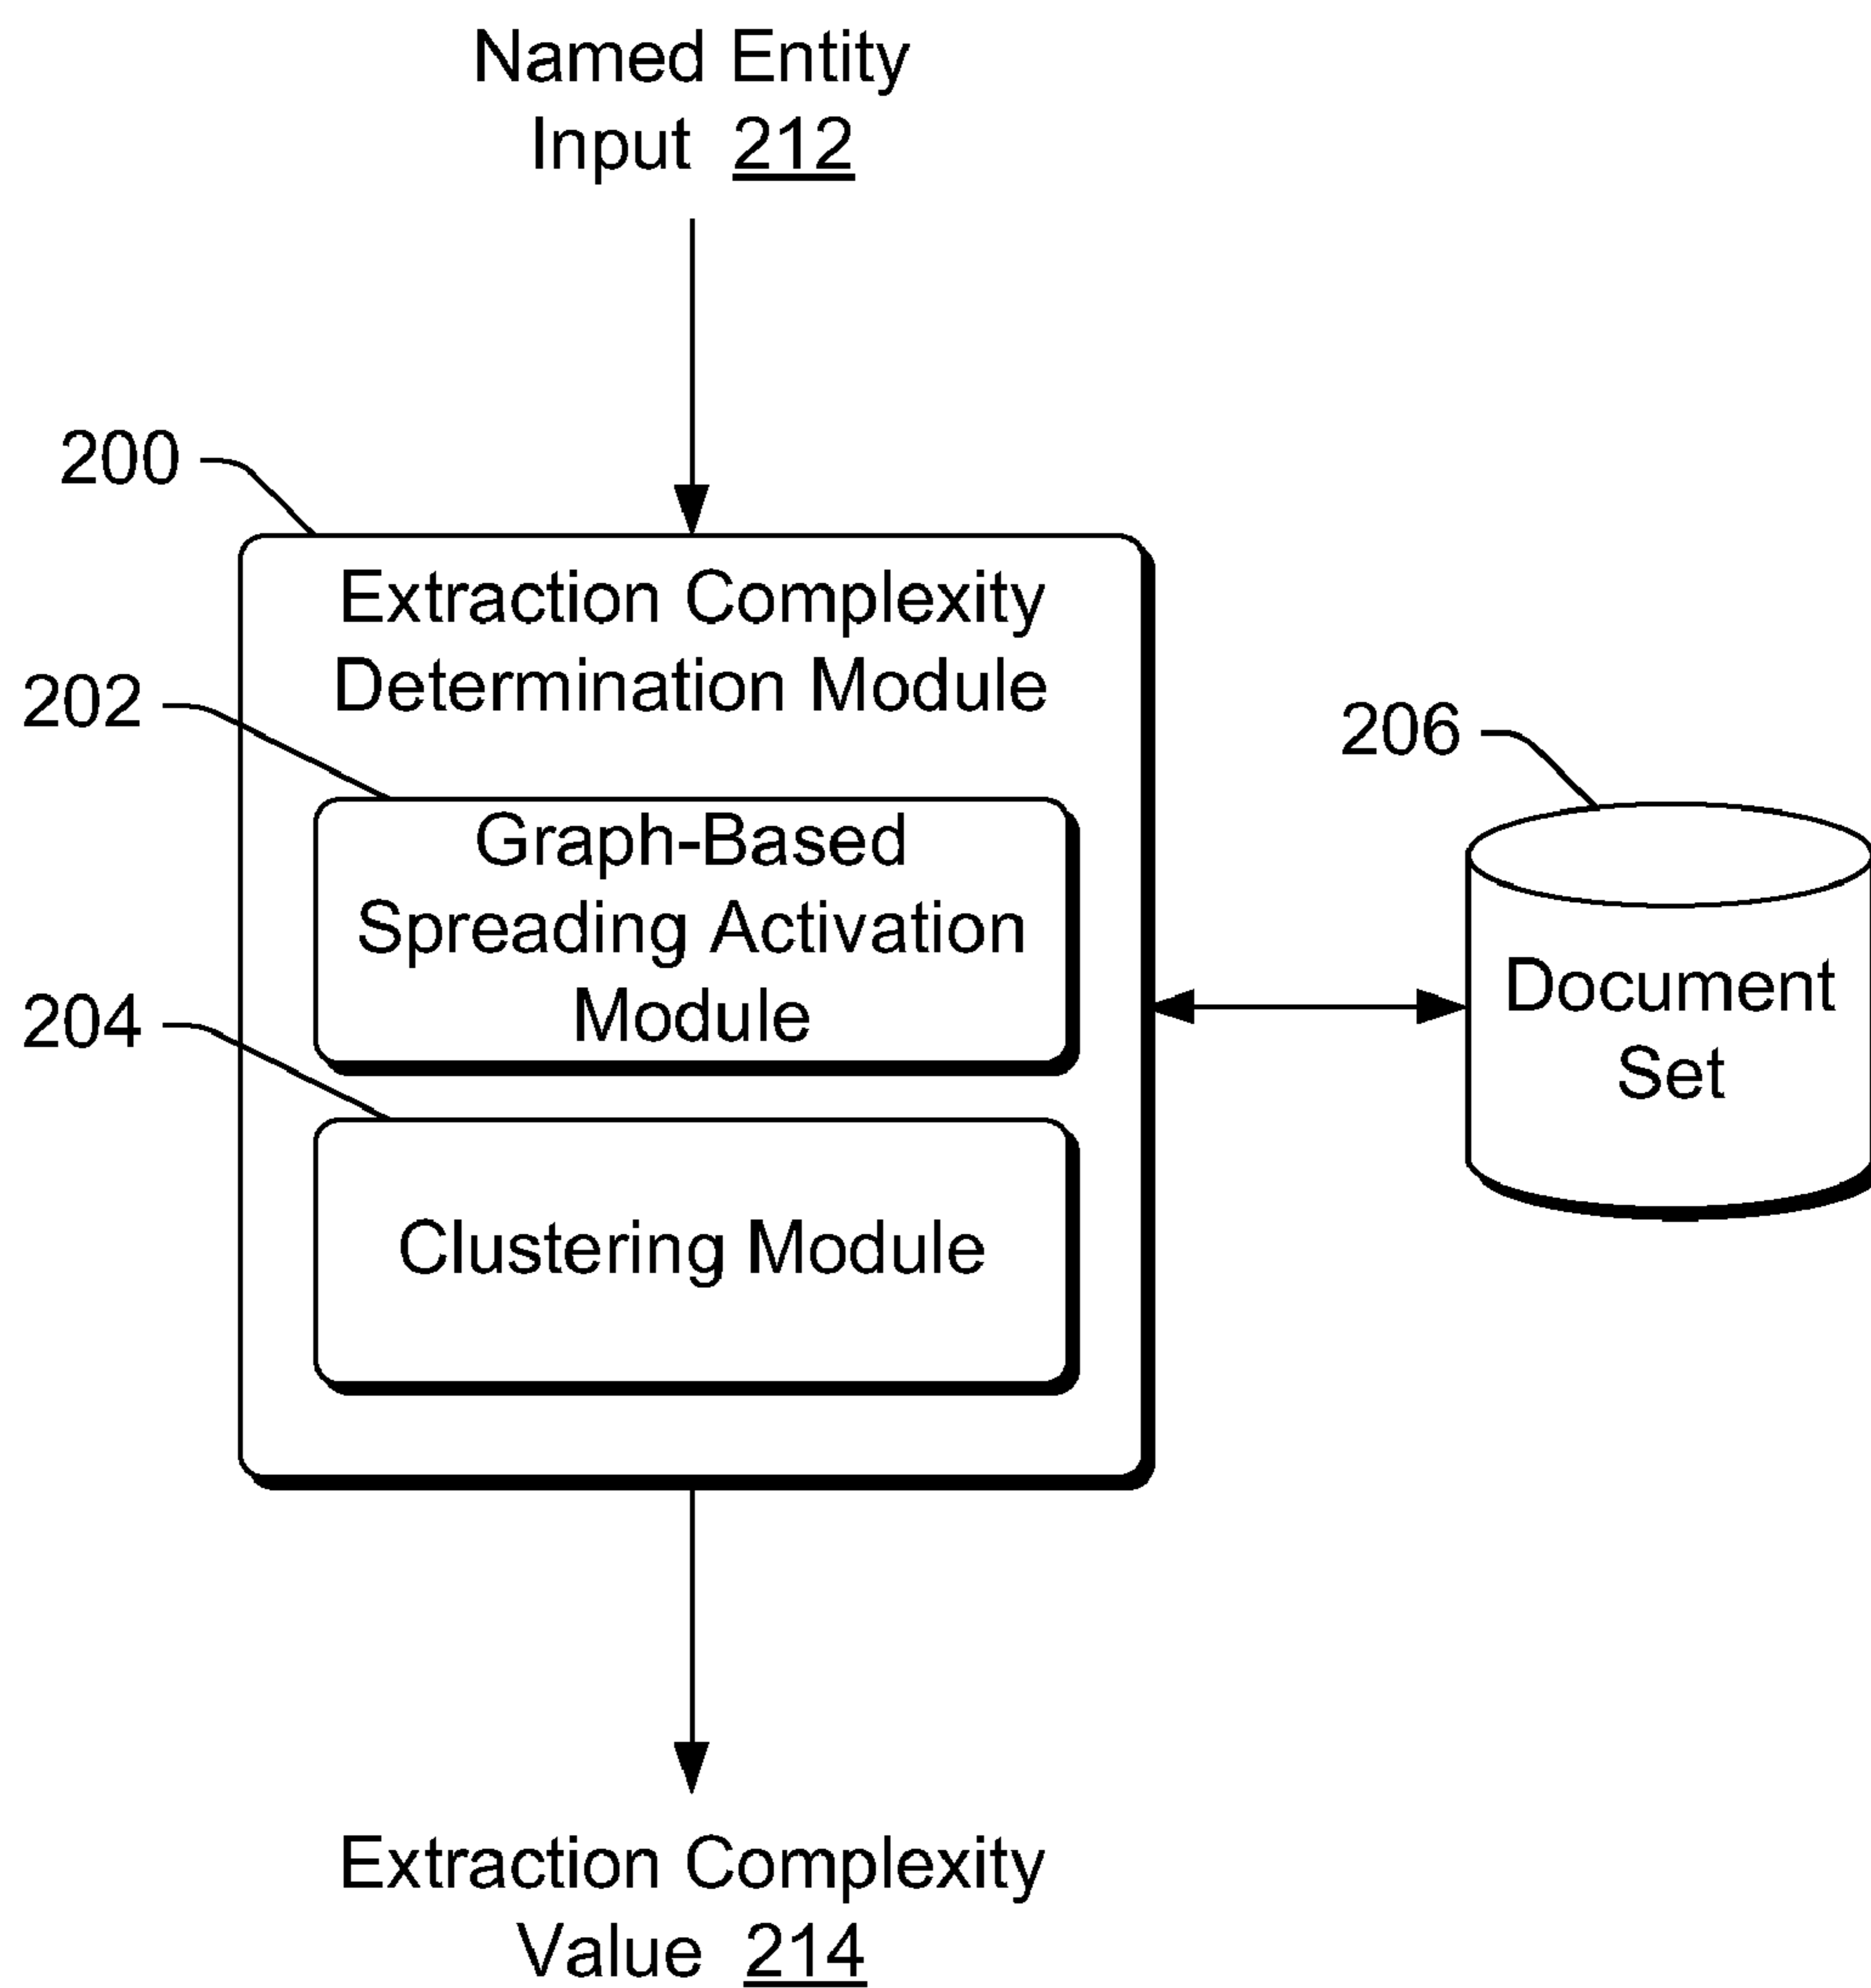 Named Entity
Input 212
200
Extraction Complexity
Determination Module
202
206
Graph-Based
Spreading Activation
Module
Document
Set
204
Clustering Module
Extraction Complexity
Value 214